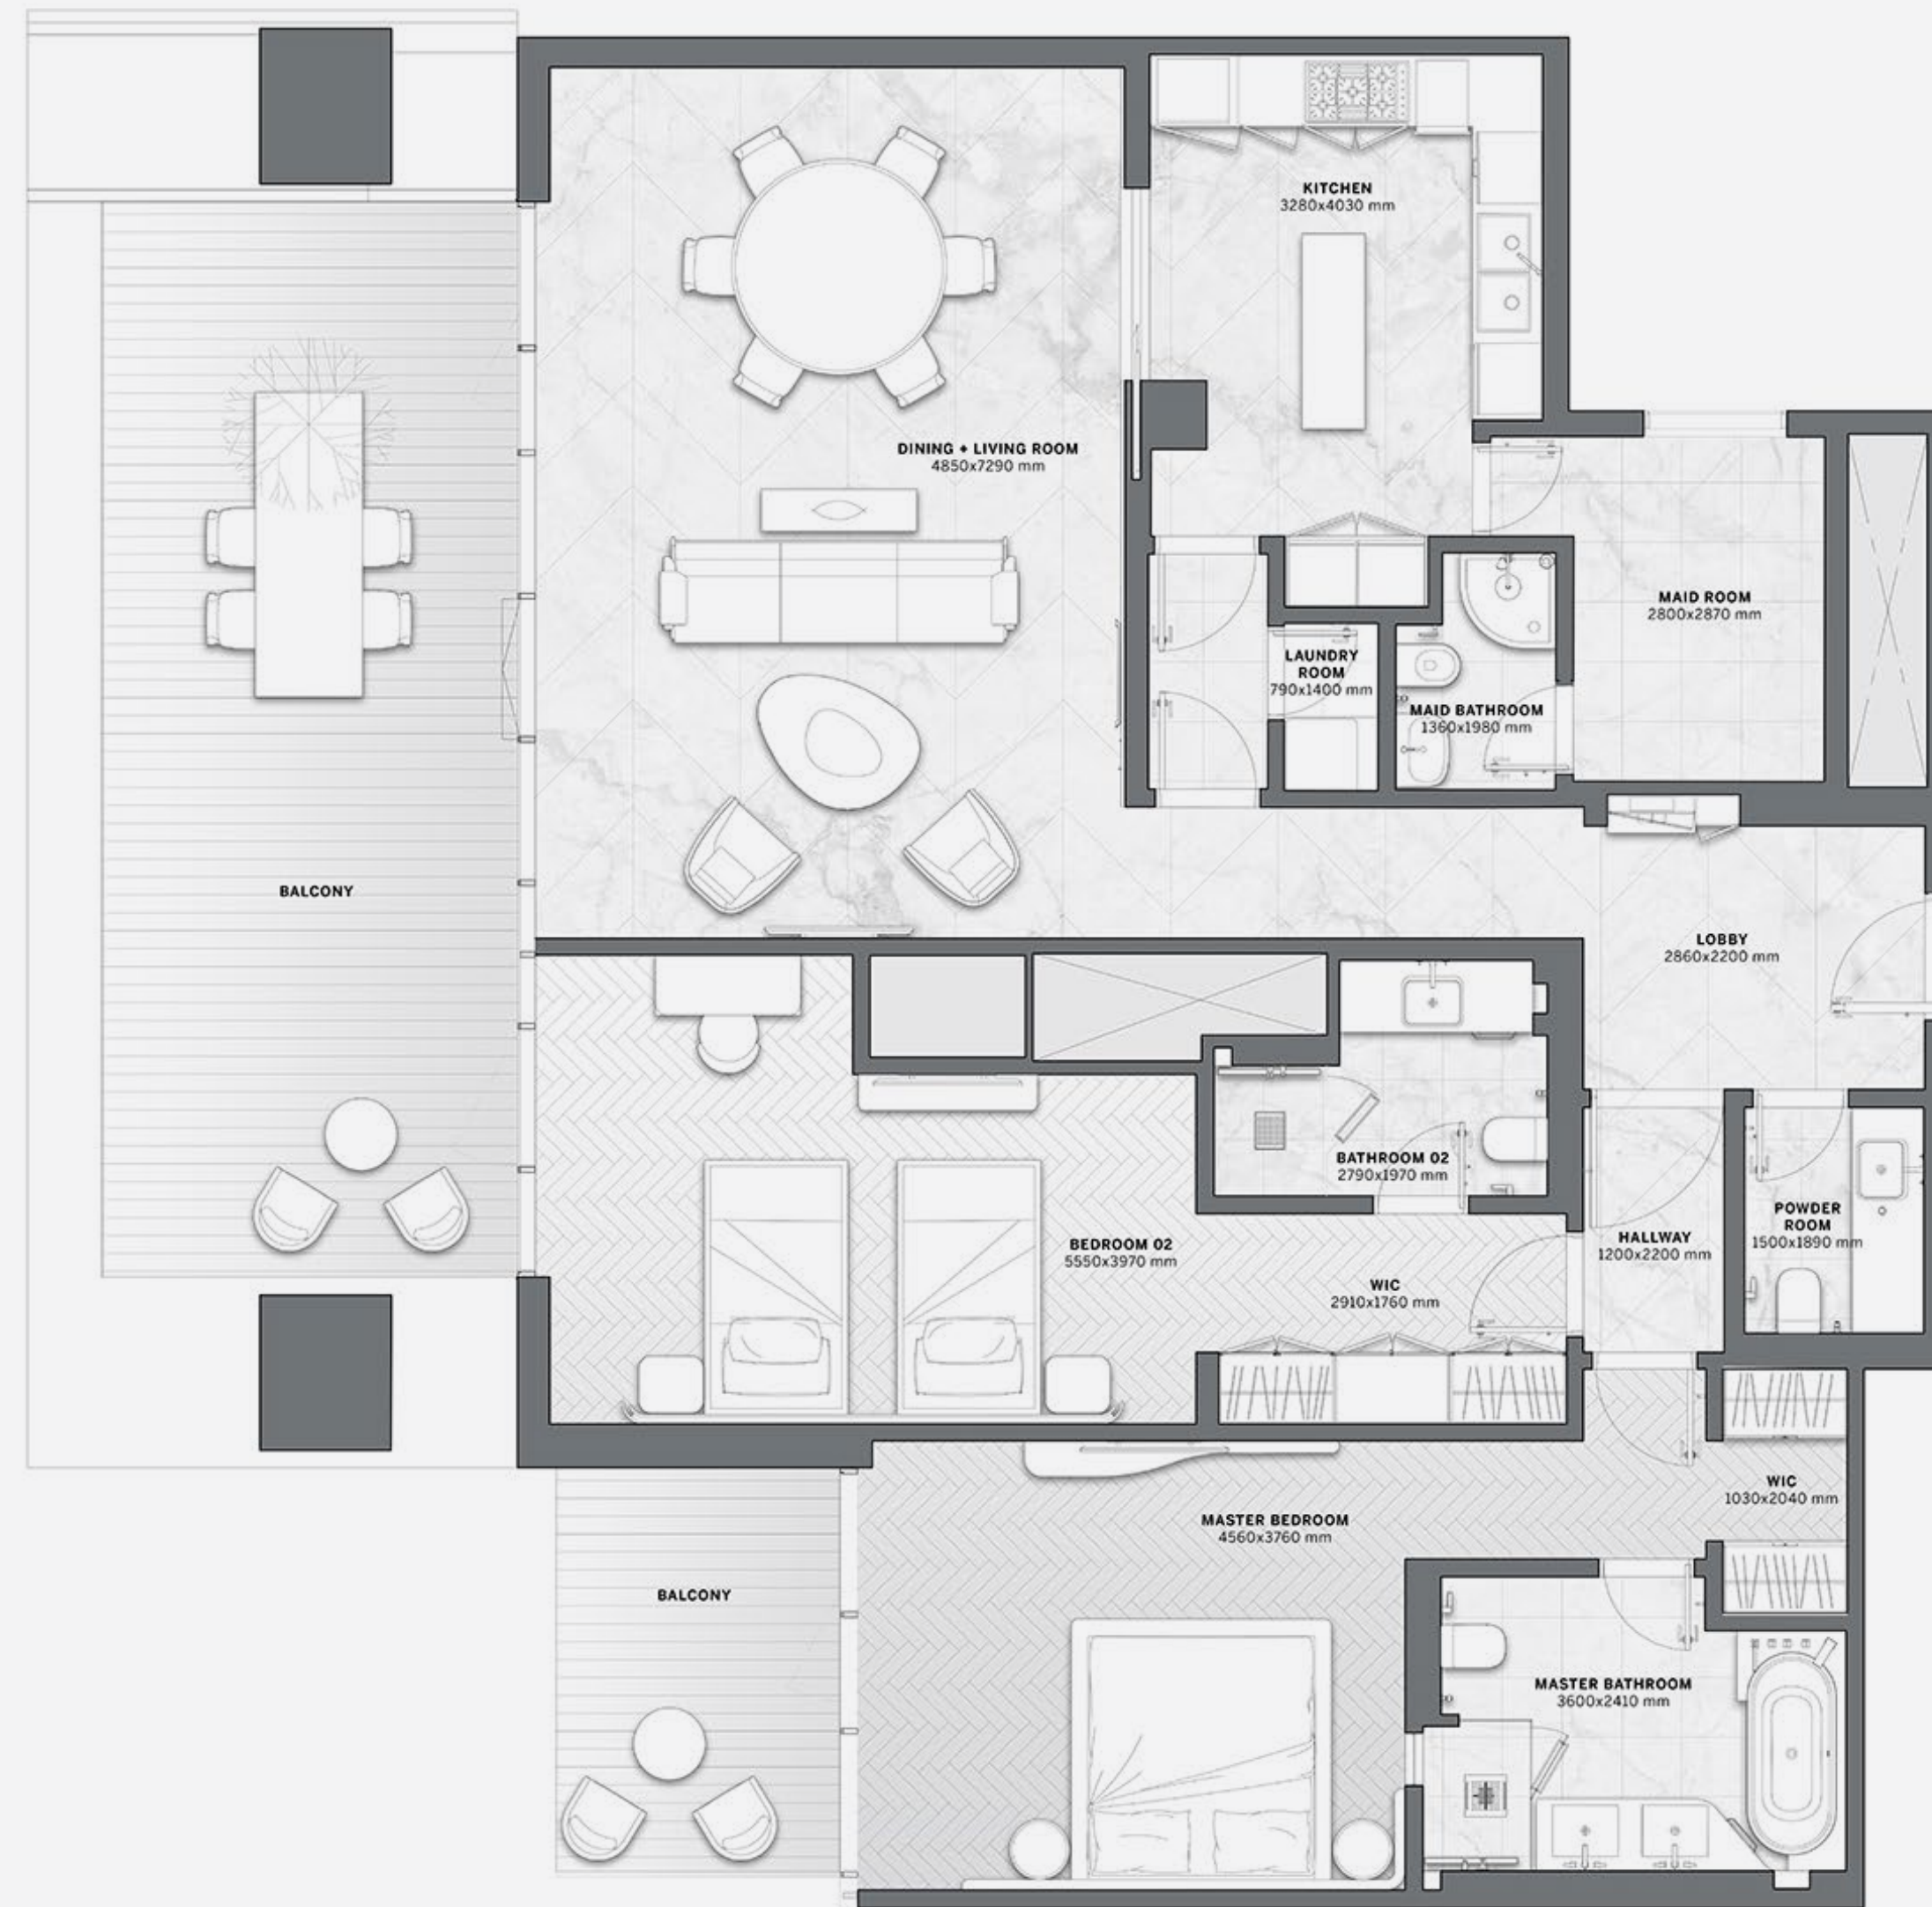 KITCHEN
3280x4030 mm
DINING + LIVING ROOM
4850x7290 mm
MAID ROOM
2800x2870 mm
LAUNDRY
ROOM
790x1400 mm
MAID BATHROOM
1360x1980 mm
BALCONY
LOBBY
2860x2200 mm
BATHROOM 02
2790x1970 mm
POWDER
ROOM
1500x1890 mm
HALLWAY
1200x2200 mm
BEDROOM 02
5550x3970 mm
WIC
2910x1760 mm
WIC
1030x2040 mm
MASTER BEDROOM
4560x3760 mm
BALCONY
MASTER BATHROOM
3600x2410 mm